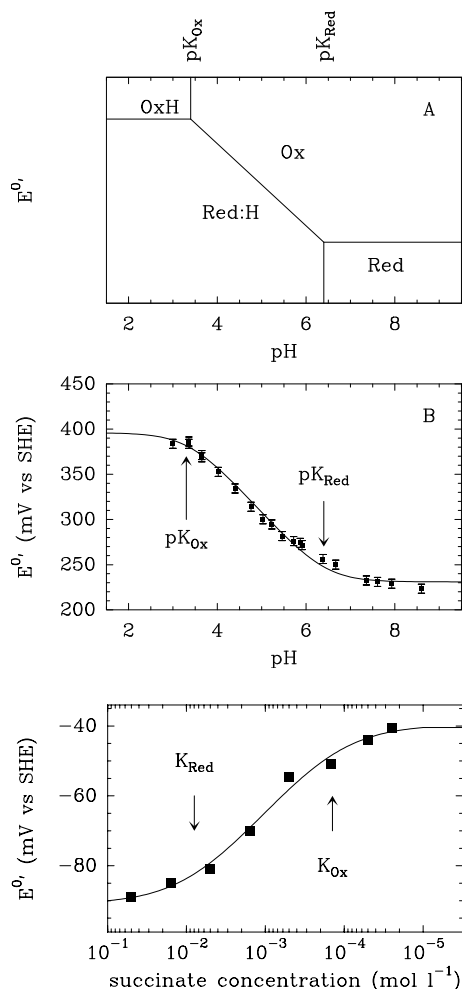 pK_Ox pK_Red
OxH A
Ox
Red:H
Red
E^0'
2 4 6 8
pH
450
400
350
300
250
200
B
pK_Red
pK_Ox
E^0' (mV vs SHE)
2 4 6 8
pH
−40
−60
−80
K_Red
K_Ox
E^0' (mV vs SHE)
10^-1 10^-2 10^-3 10^-4 10^-5
succinate concentration (mol l^-1)